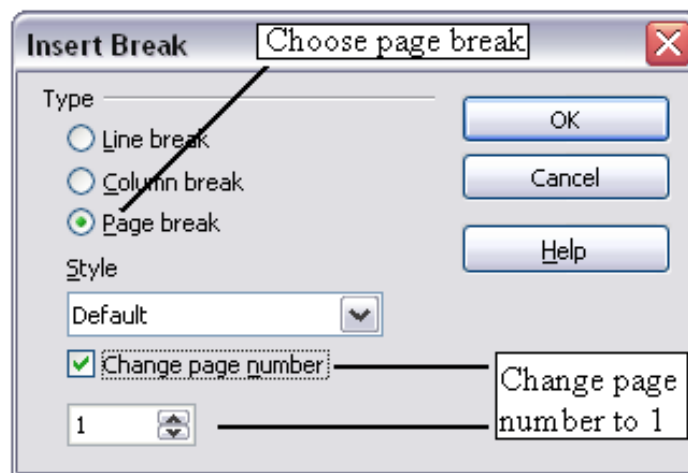 Insert Break
Choose page break
Type
Line break
Column break
Page break
OK
Cancel
Help
Style
Default
Change page number
1
Change page
number to 1